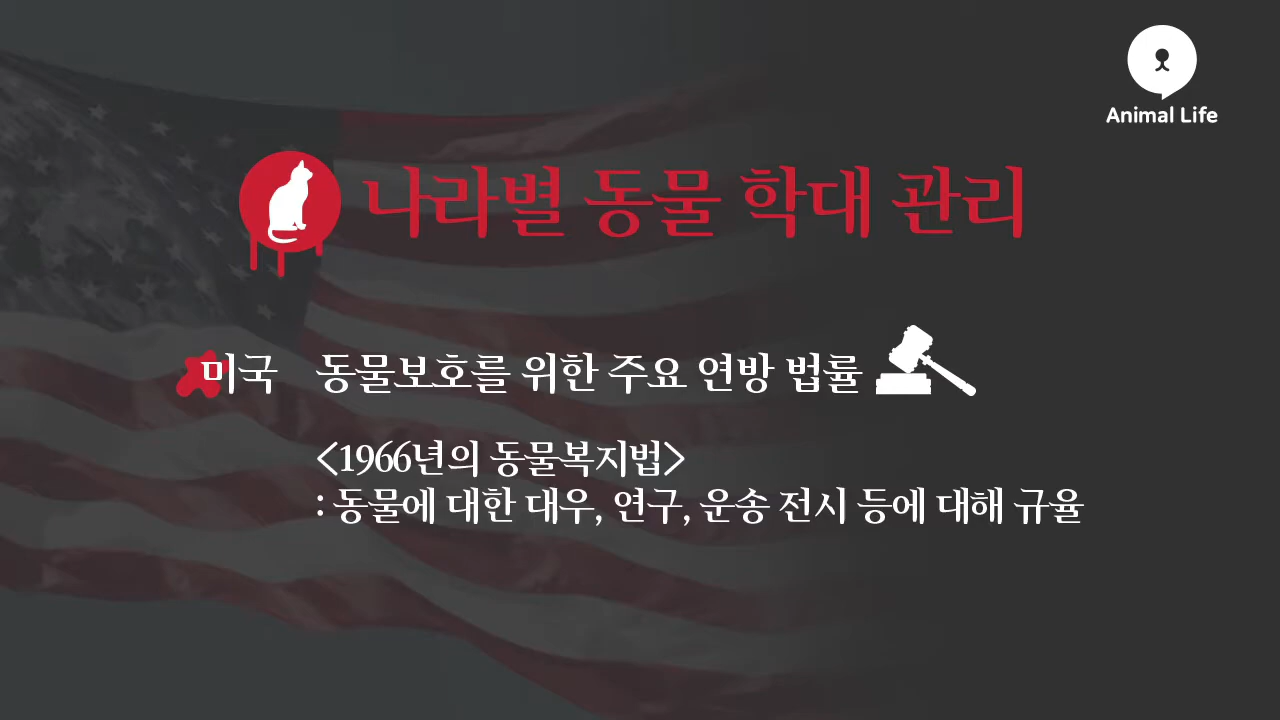 Animal Life
나라별 동물 학대 관리
미국 동물보호를 위한 주요 연방 법률
<1966년의 동물복지법>
: 동물에 대한 대우, 연구, 운송 전시 등에 대해 규율